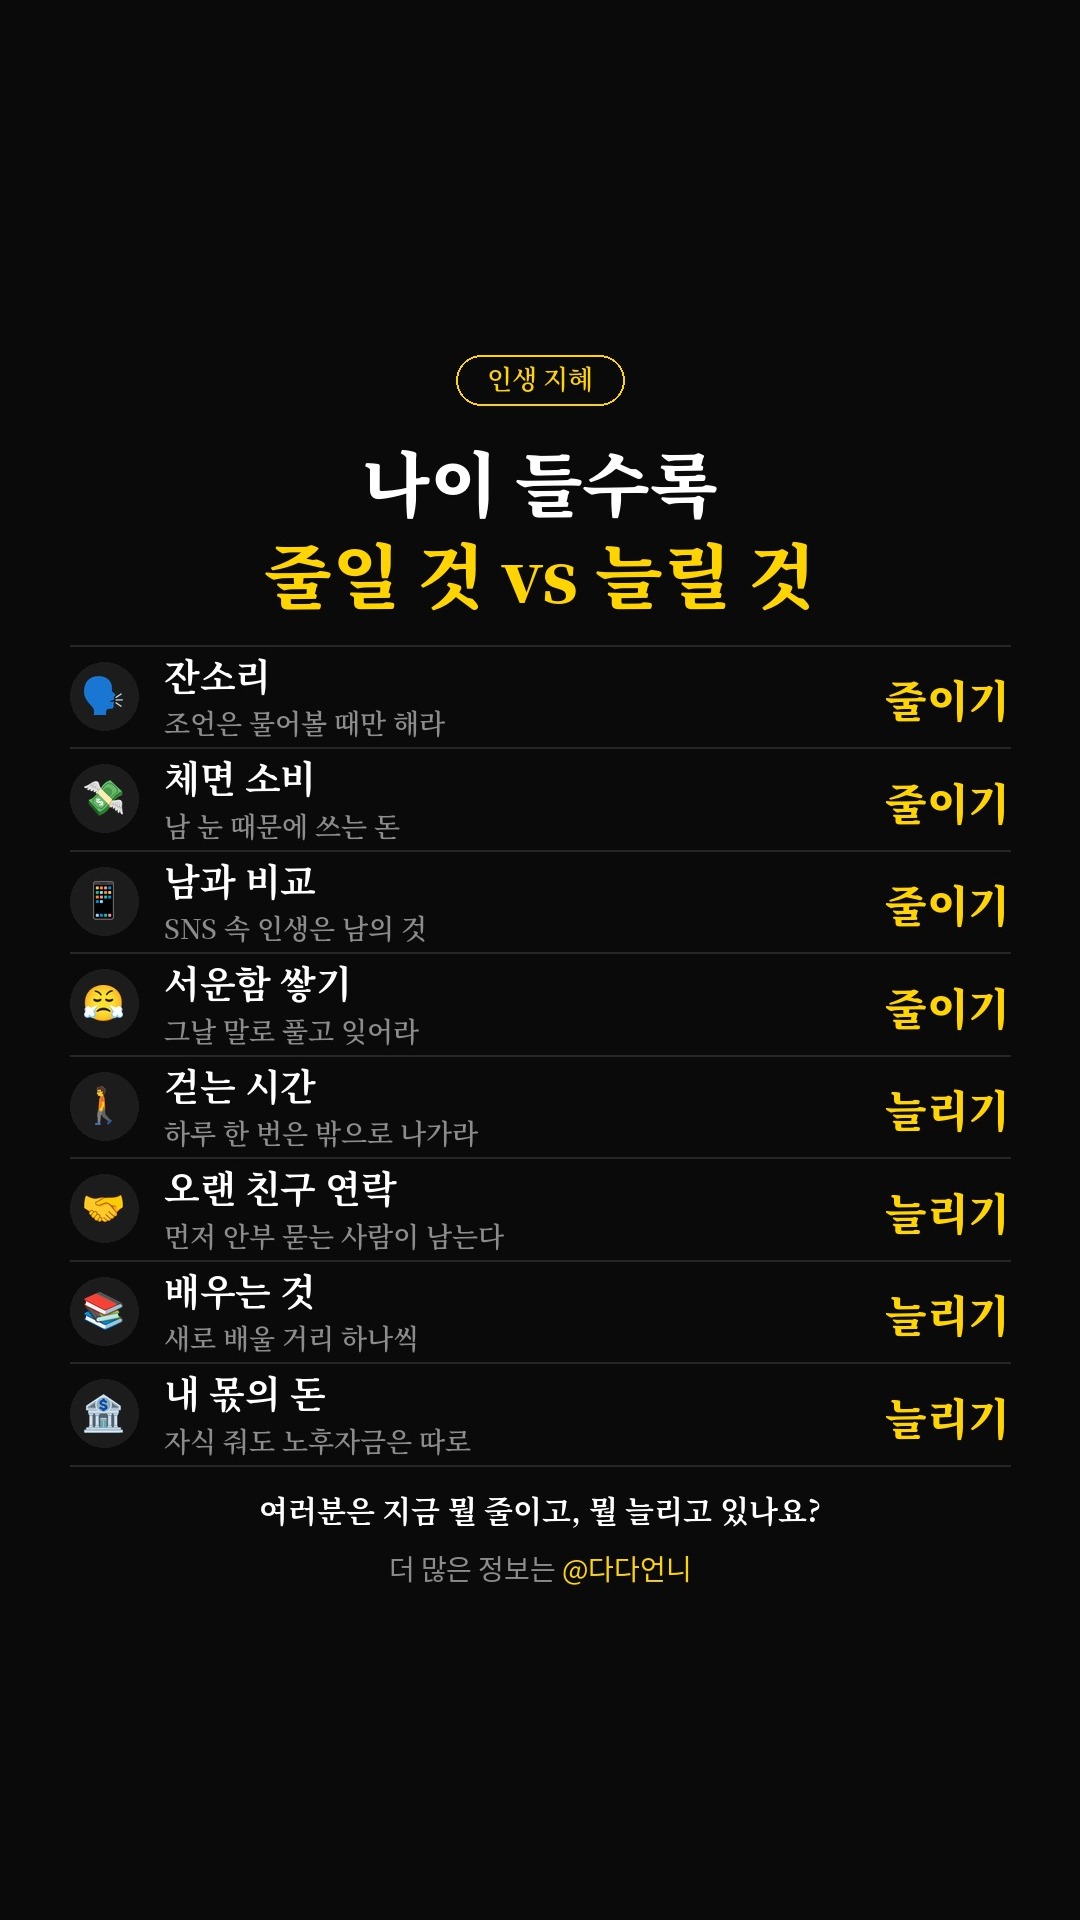 인생 지혜
나이 들수록
줄일 것 vs 늘릴 것
잔소리
조언은 물어볼 때만 해라
줄이기
체면 소비
남 눈 때문에 쓰는 돈
줄이기
남과 비교
SNS 속 인생은 남의 것
줄이기
서운함 쌓기
그날 말로 풀고 잊어라
줄이기
걷는 시간
하루 한 번은 밖으로 나가라
늘리기
오랜 친구 연락
먼저 안부 묻는 사람이 남는다
늘리기
배우는 것
새로 배울 거리 하나씩
늘리기
내 몫의 돈
자식 줘도 노후자금은 따로
늘리기
여러분은 지금 뭘 줄이고, 뭘 늘리고 있나요?
더 많은 정보는 @다다언니